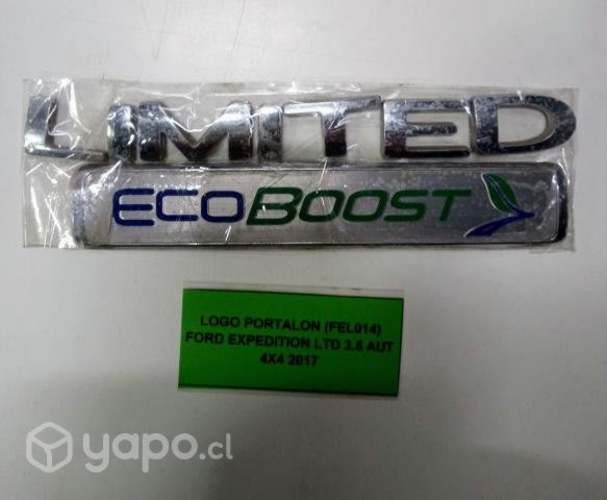 LIMITED
ECOBOOST
LOGO PORTALON (FEL014)
FORD EXPEDITION LTD 3.5 AUT
4X4 2017
yapo.cl